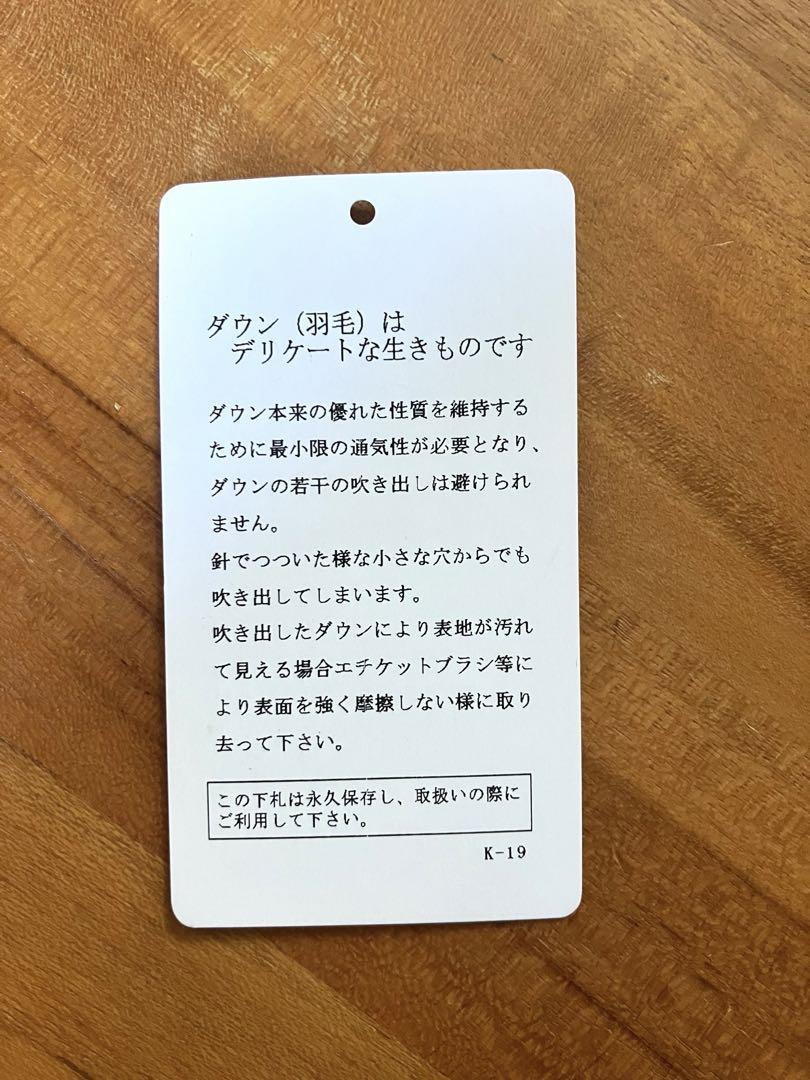 ダウン（羽毛）は
デリケートな生きものです
ダウン本来の優れた性質を維持する
ために最小限の通気性が必要となり、
ダウンの若干の吹き出しは避けられ
ません。
針でつついた様な小さな穴からでも
吹き出してしまいます。
吹き出したダウンにより表地が汚れ
て見える場合エチケットブラシ等に
より表面を強く摩擦しない様に取り
去って下さい。
この下札は永久保存し、取扱いの際に
ご利用して下さい。
K-19